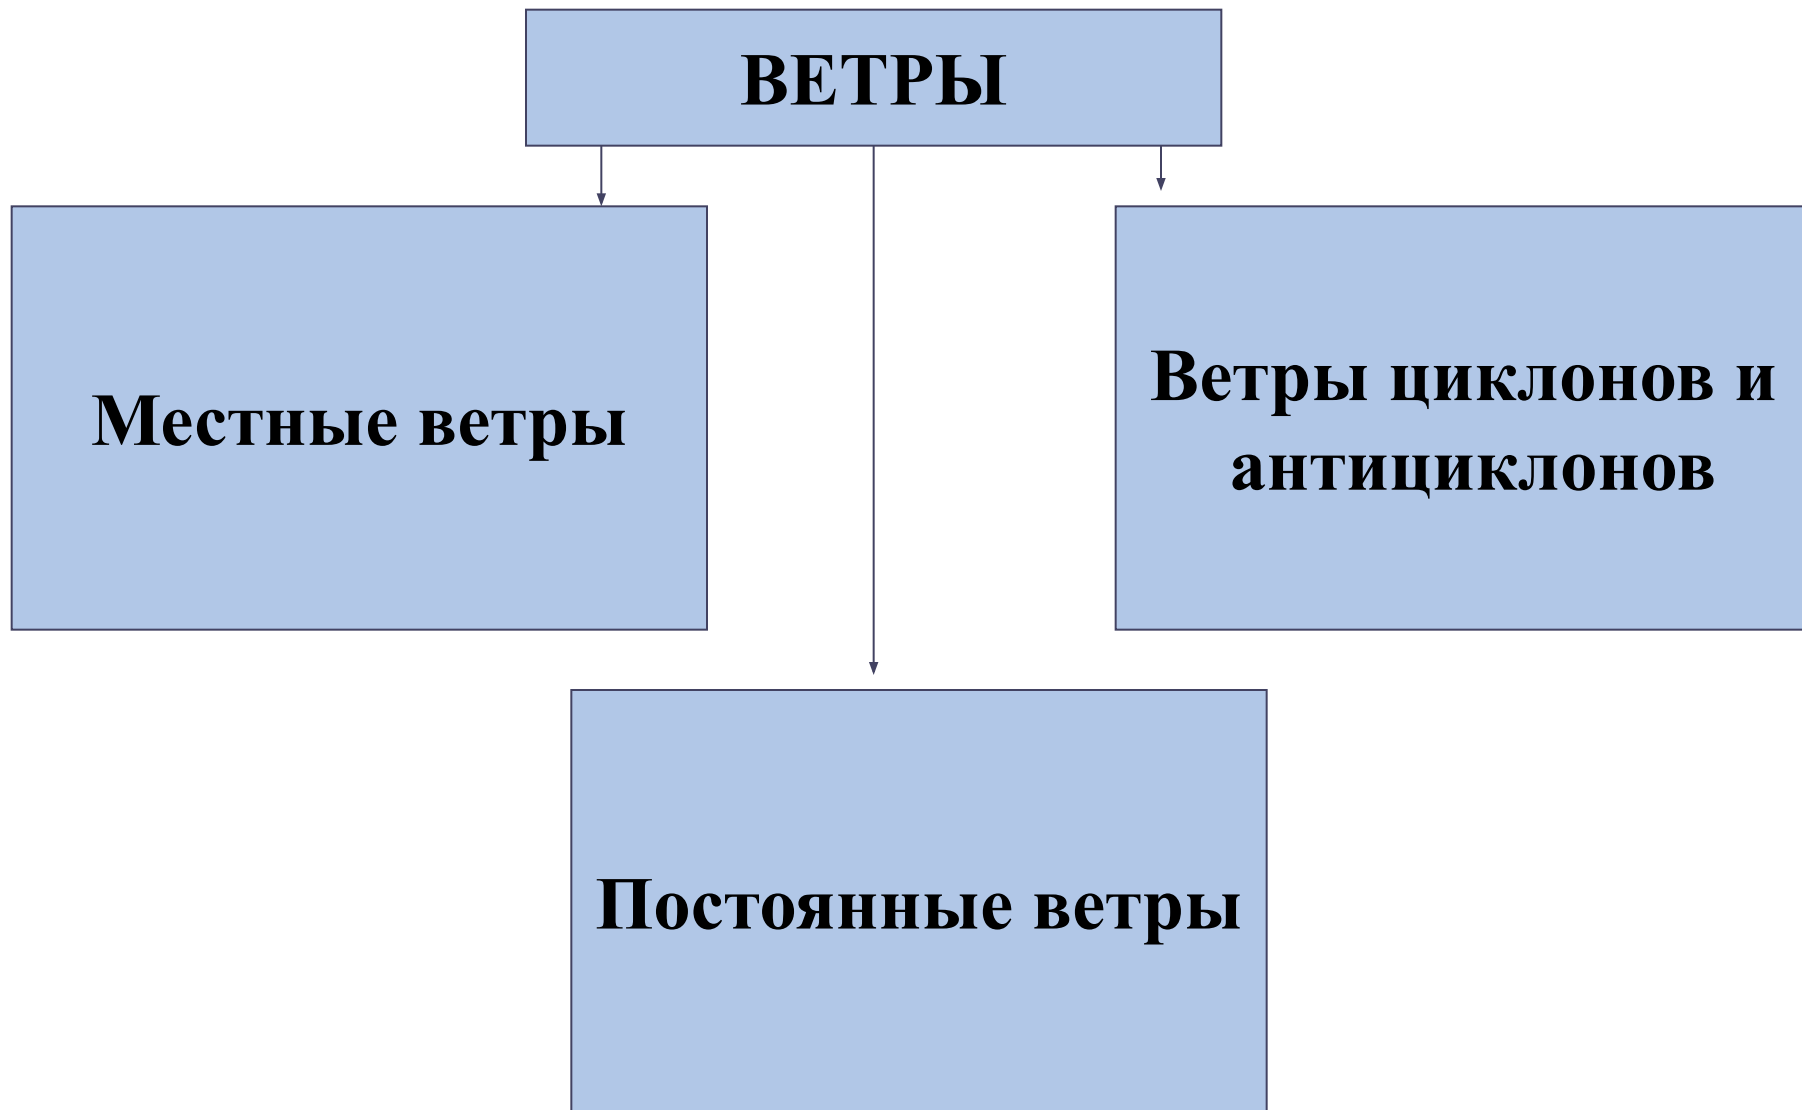 ВЕТРЫ
Местные ветры
Ветры циклонов и
антициклонов
Постоянные ветры